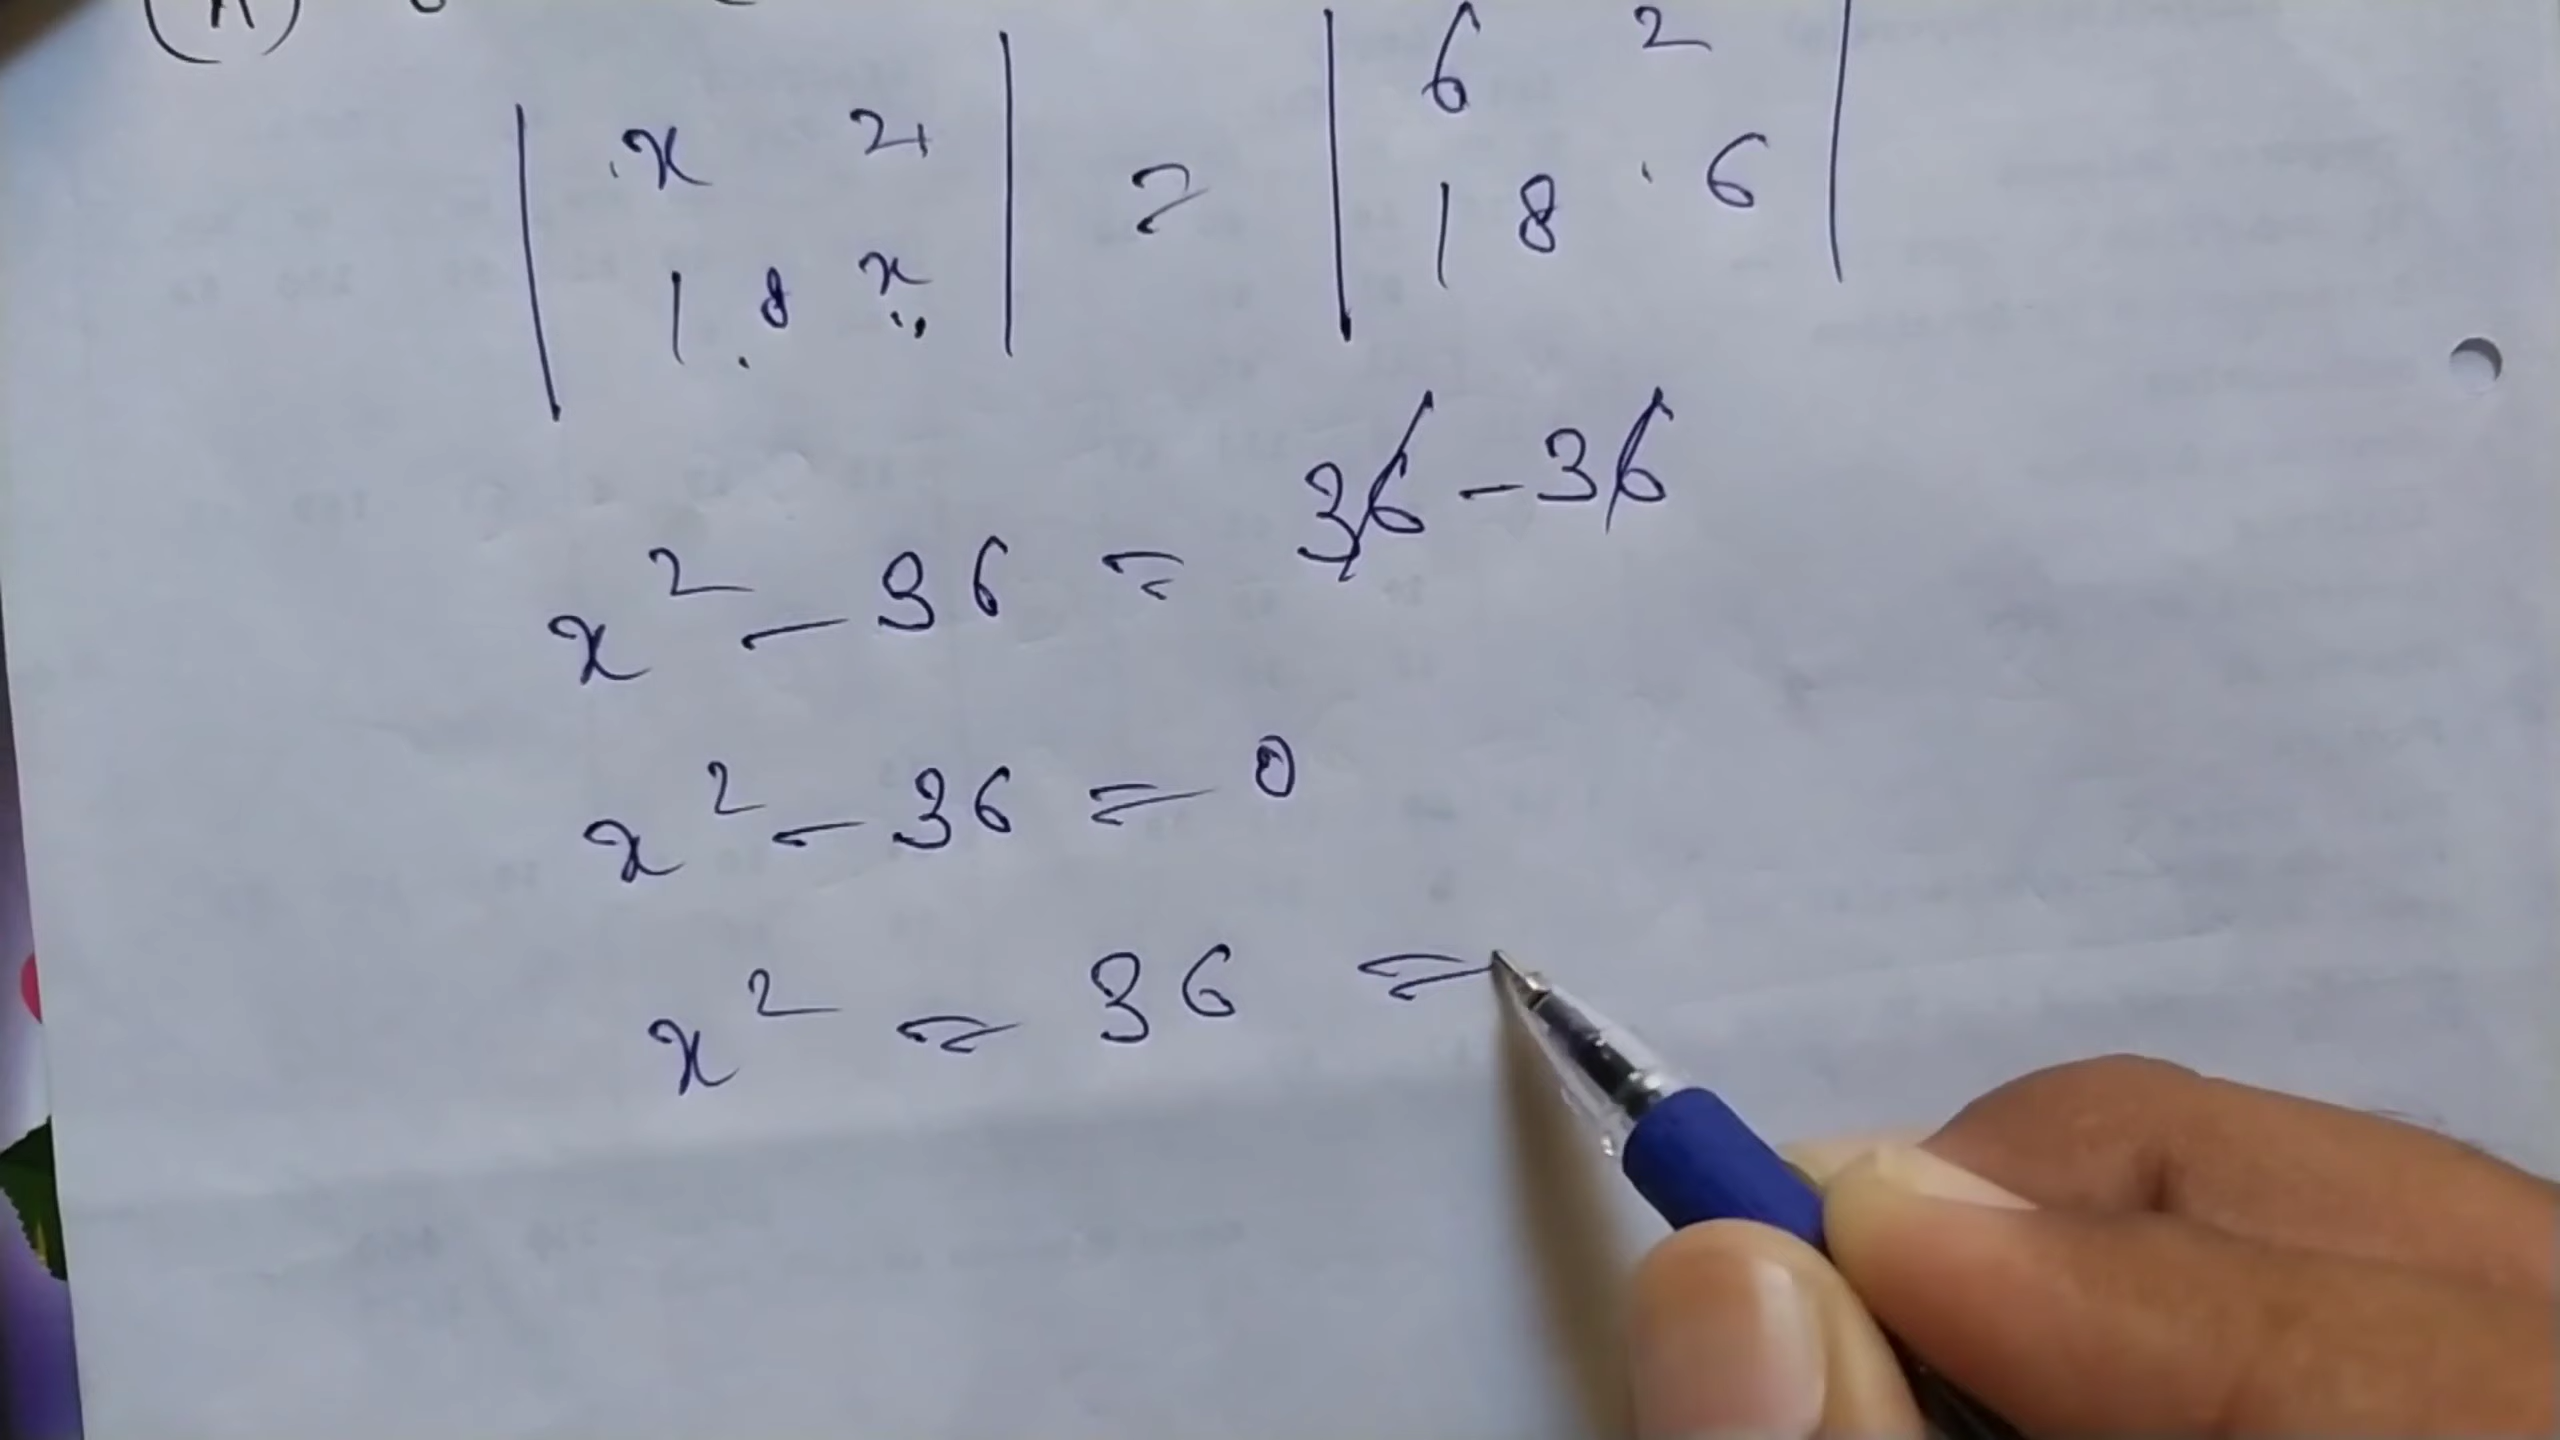 (A)
| x 2 | = | 6 2 |
| 18 x | | 18 6 |
x² - 36 = 36 - 36
x² - 36 = 0
x² = 36 =